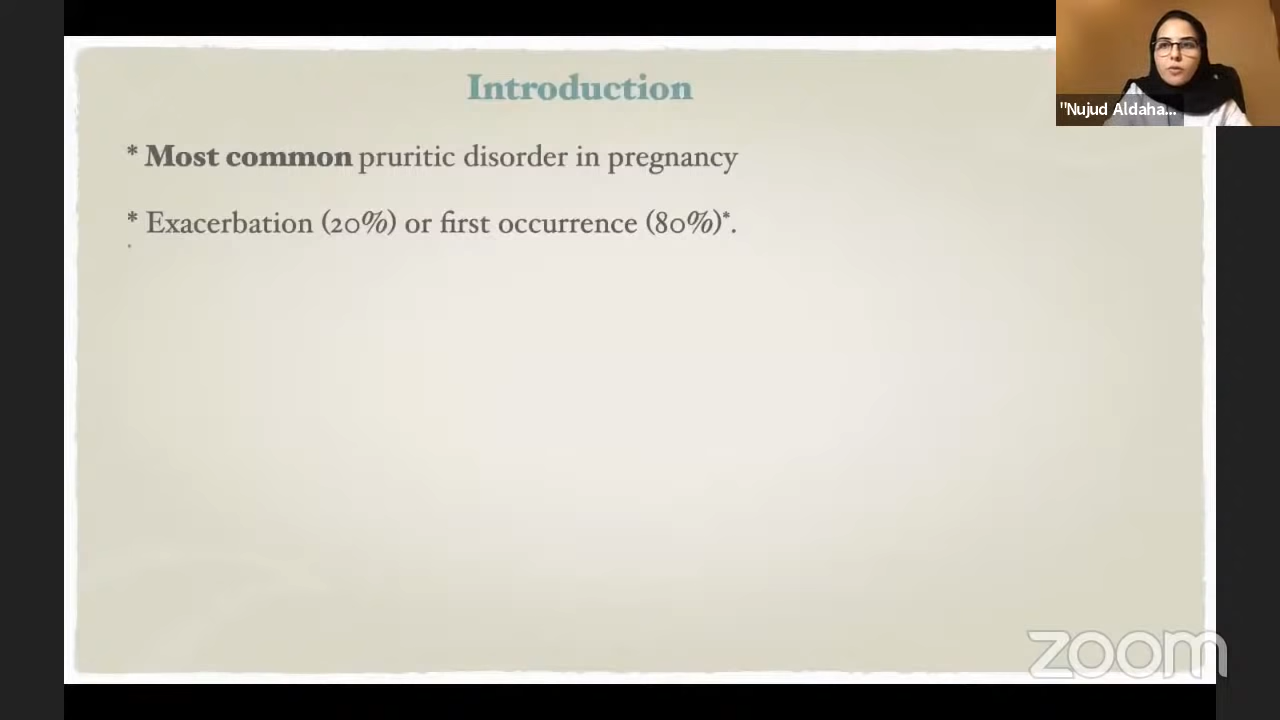 Introduction
* Most common pruritic disorder in pregnancy
* Exacerbation (20%) or first occurrence (80%)*.
"Nujud Aldaha...
zoom